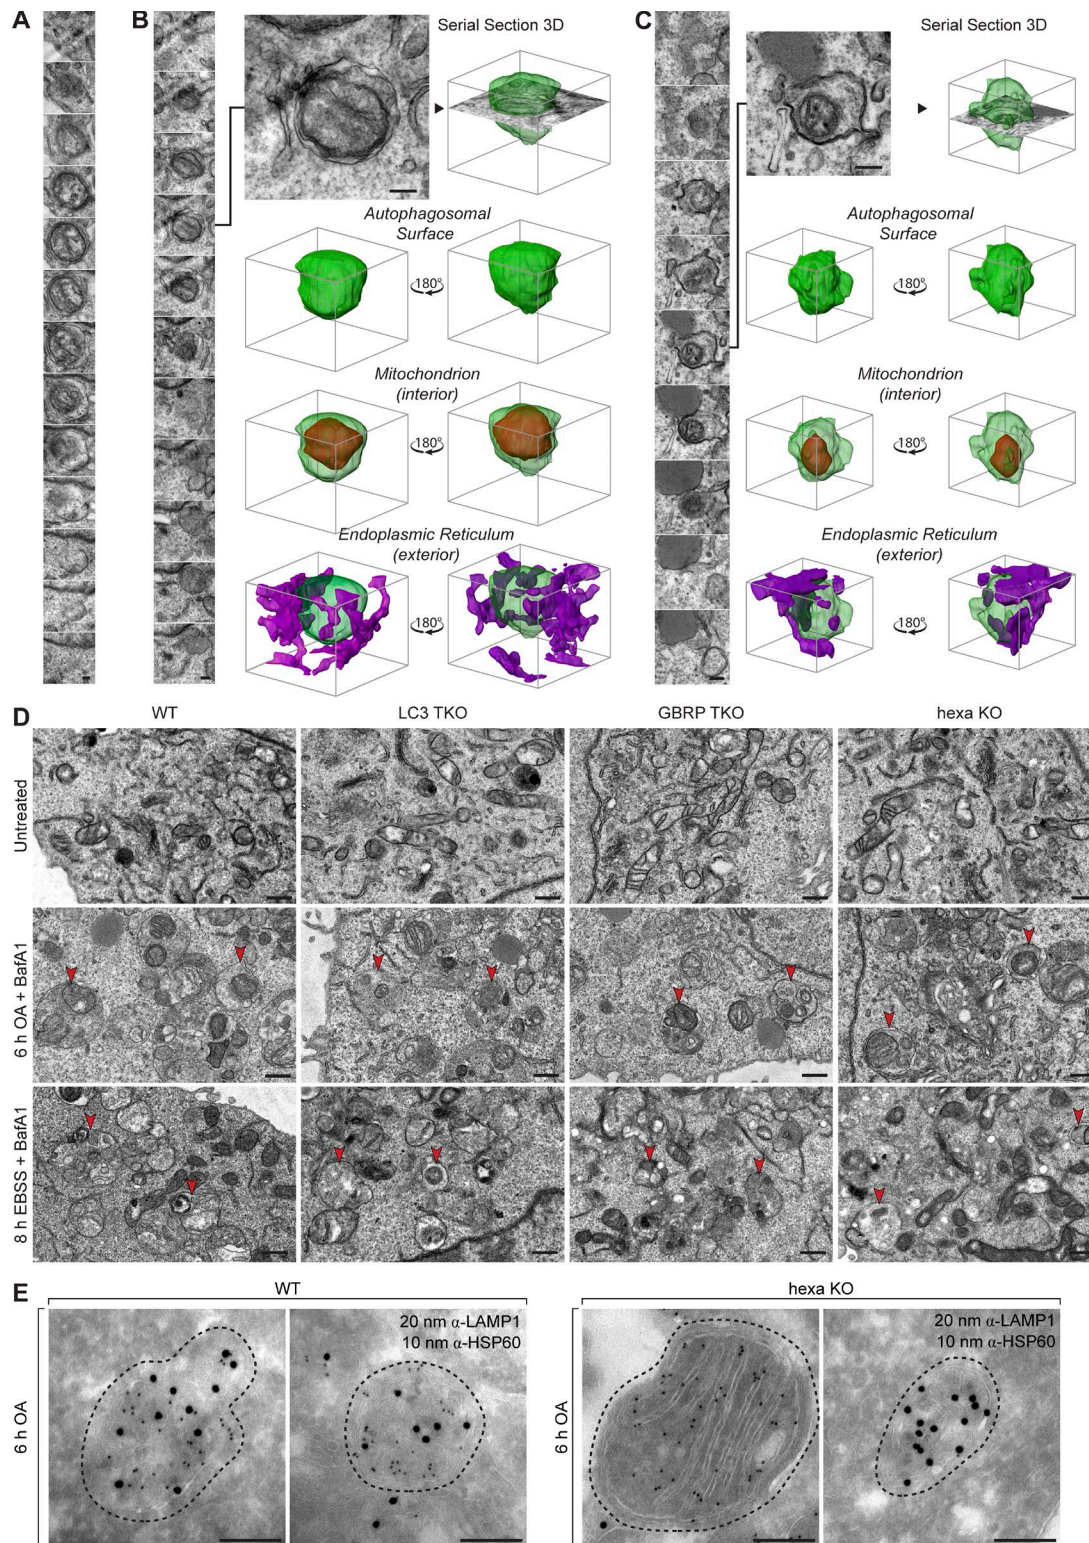 A
B
Serial Section 3D
Autophagosomal
Surface
180°
Mitochondrion
(interior)
180°
Endoplasmic Reticulum
(exterior)
180°
C
Serial Section 3D
Autophagosomal
Surface
180°
Mitochondrion
(interior)
180°
Endoplasmic Reticulum
(exterior)
180°
D
WT
LC3 TKO
GBRP TKO
hexa KO
Untreated
6 h OA + BafA1
8 h EBSS + BafA1
E
WT
hexa KO
6 h OA
20 nm α-LAMP1
10 nm α-HSP60
6 h OA
20 nm α-LAMP1
10 nm α-HSP60